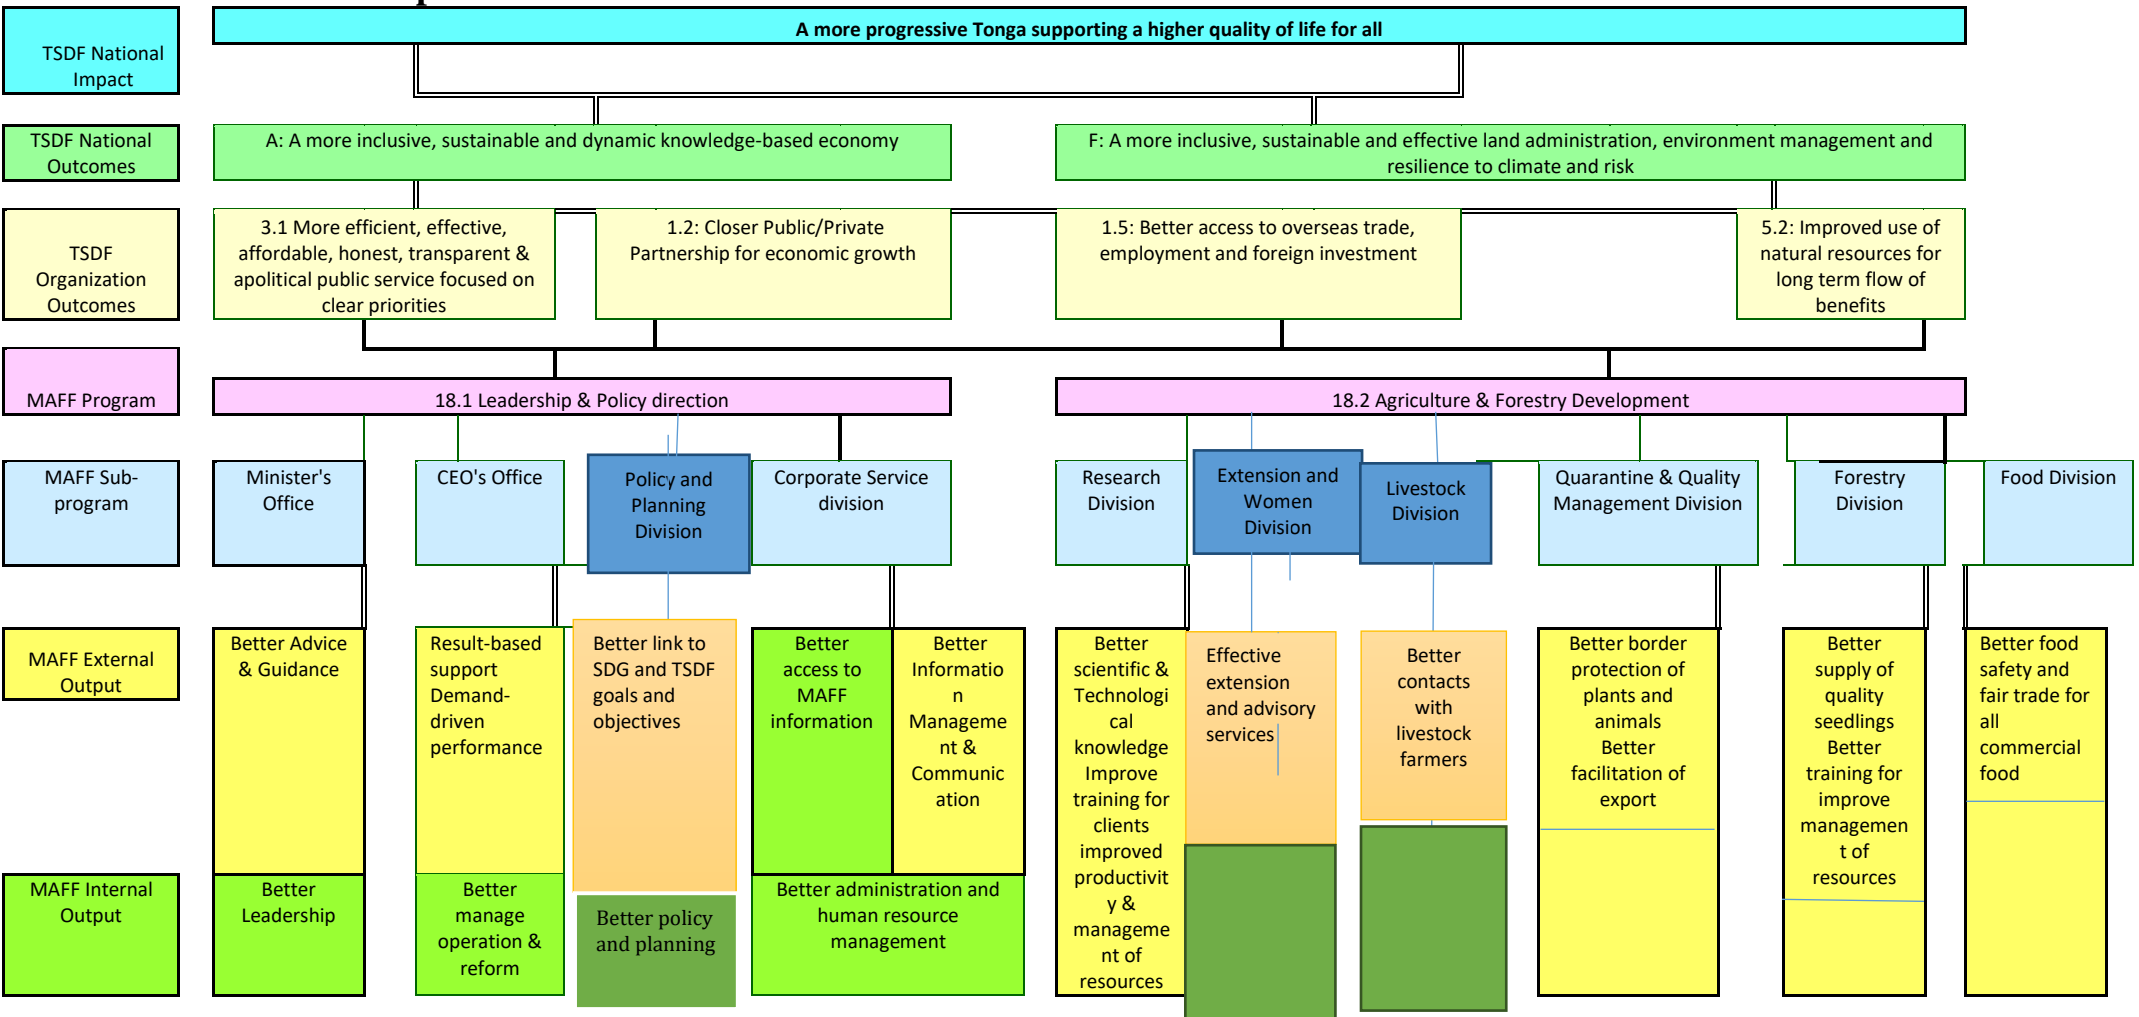 A more progressive Tonga supporting a higher quality of life for all
TSDF National
Impact
TSDF National
Outcomes
A: A more inclusive, sustainable and dynamic knowledge-based economy
F: A more inclusive, sustainable and effective land administration, environment management and
resilience to climate and risk
TSDF
Organization
Outcomes
3.1 More efficient, effective,
affordable, honest, transparent &
apolitical public service focused on
clear priorities
1.2: Closer Public/Private
Partnership for economic growth
1.5: Better access to overseas trade,
employment and foreign investment
5.2: Improved use of
natural resources for
long term flow of
benefits
MAFF Program
18.1 Leadership & Policy direction
18.2 Agriculture & Forestry Development
MAFF Sub-
program
Minister's
Office
CEO's Office
Policy and
Planning
Division
Corporate Service
division
Research
Division
Extension and
Women
Division
Livestock
Division
Quarantine & Quality
Management Division
Forestry
Division
Food Division
MAFF External
Output
Better Advice
& Guidance
Result-based
support
Demand-
driven
performance
Better link to
SDG and TSDF
goals and
objectives
Better
access to
MAFF
information
Better
Informatio
n
Manageme
nt &
Communic
ation
Better
scientific &
Technologi
cal
knowledge
Improve
training for
clients
improved
productivit
y &
manageme
nt of
resources
Effective
extension
and advisory
services
Better
contacts
with
livestock
farmers
Better border
protection of
plants and
animals
Better
facilitation of
export
Better
supply of
quality
seedlings
Better
training for
improve
managemen
t of
resources
Better food
safety and
fair trade for
all
commercial
food
MAFF Internal
Output
Better
Leadership
Better
manage
operation &
reform
Better policy
and planning
Better administration and
human resource
management